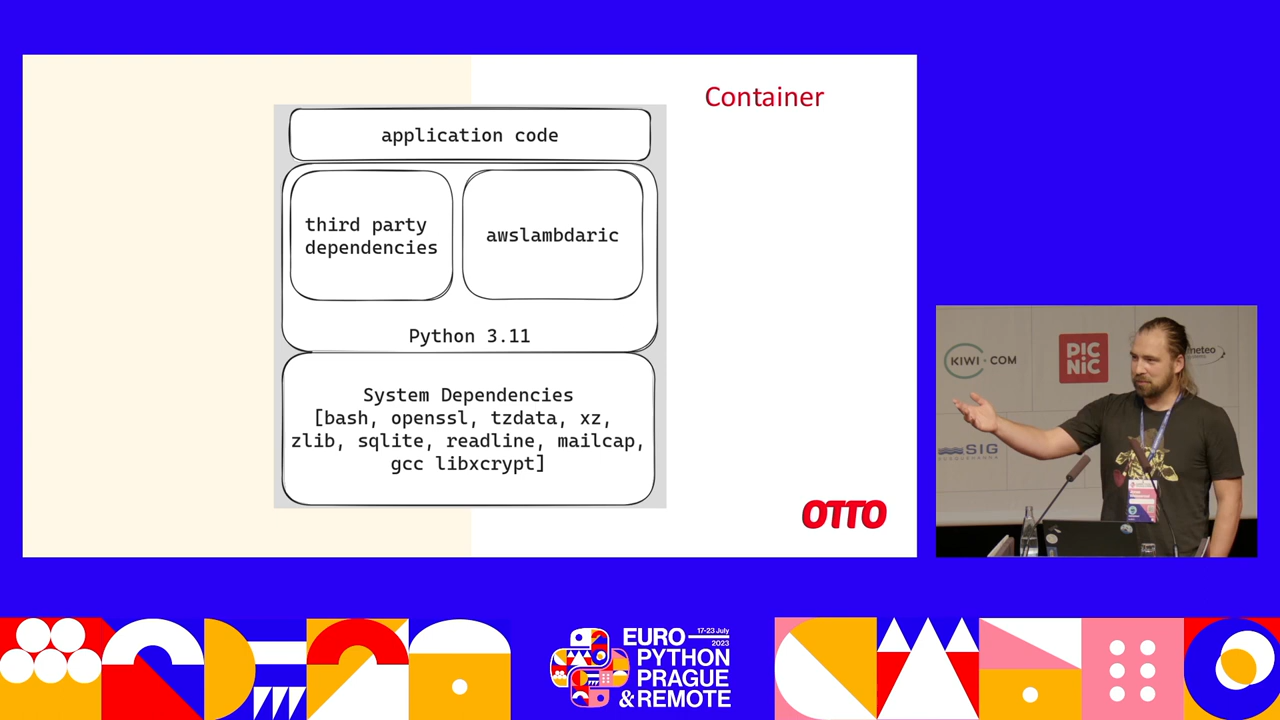 Container
application code
third party
dependencies
awslambdaric
Python 3.11
System Dependencies
[bash, openssl, tzdata, xz,
zlib, sqlite, readline, mailcap,
gcc libxcrypt]
OTTO
KIWI.COM
PIC
NIC
meteo
SIG
EURO
17-23 July
2023
PYTHON
PRAGUE
& REMOTE